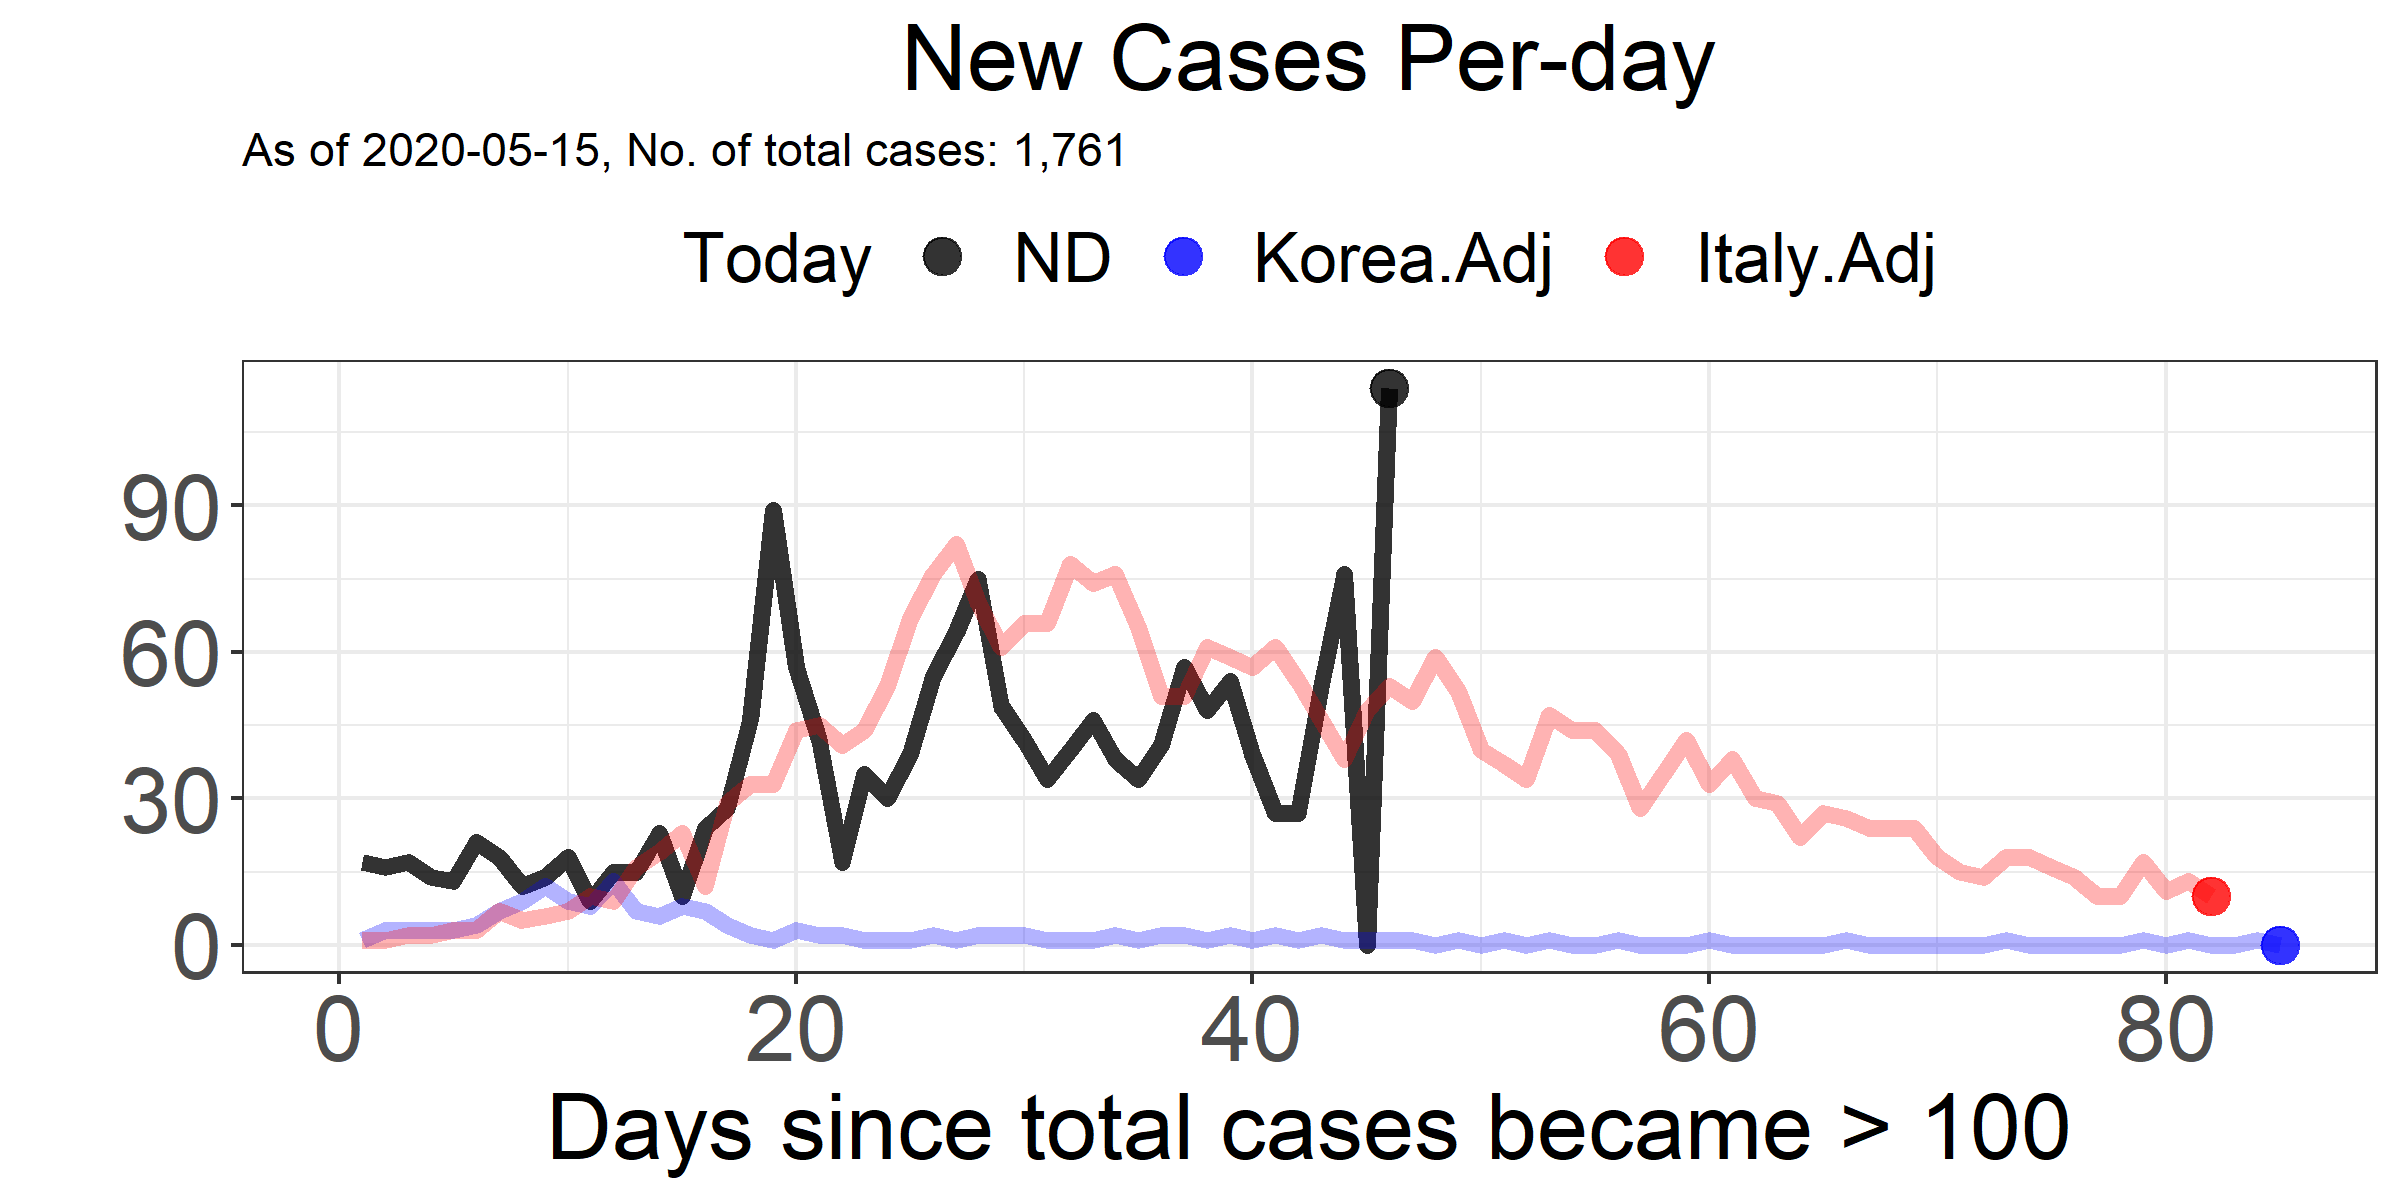 New Cases Per-day
As of 2020-05-15, No. of total cases: 1,761
Today ND Korea.Adj Italy.Adj
90
60
30
0
0 20 40 60 80
Days since total cases became > 100